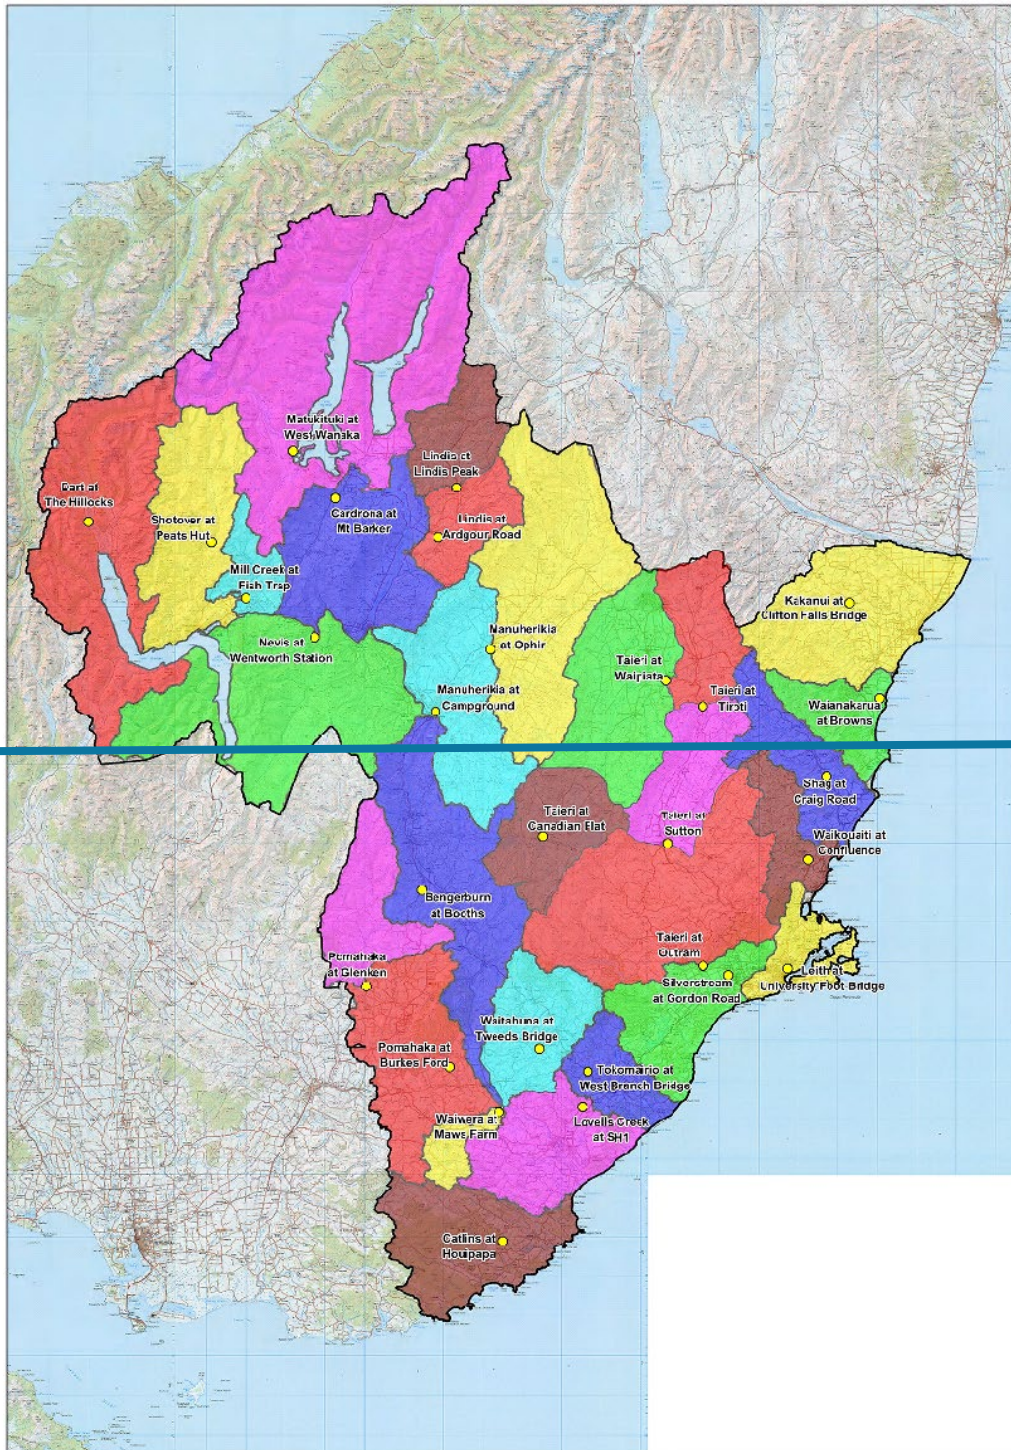 Matukituki at
West Wanaka
Lindis at
Lindis Peak
Dart at
The Hillocks
Shotover at
Peats Hut
Cardrona at
Mt Barker
Lindis at
Ardgour Road
Mill Creek at
Fish Trap
Kakanui at
Clifton Falls Bridge
Nevis at
Wentworth Station
Manuherikia
at Ophir
Taieri at
Waipiata
Manuherikia at
Campground
Taieri at
Tiroti
Waianakarua
at Browns
Shag at
Craig Road
Taieri at
Canadian Flat
Taieri at
Sutton
Waikouaiti at
Confluence
Bengerburn
at Booths
Taieri at
Outram
Pomahaka
at Glenken
Silverstream
at Gordon Road
Leith at
University Foot Bridge
Waitahuna at
Tweeds Bridge
Pomahaka at
Burkes Ford
Tokomairio at
West Branch Bridge
Waiwera at
Maws Farm
Lovells Creek
at SH1
Catlins at
Houipapa